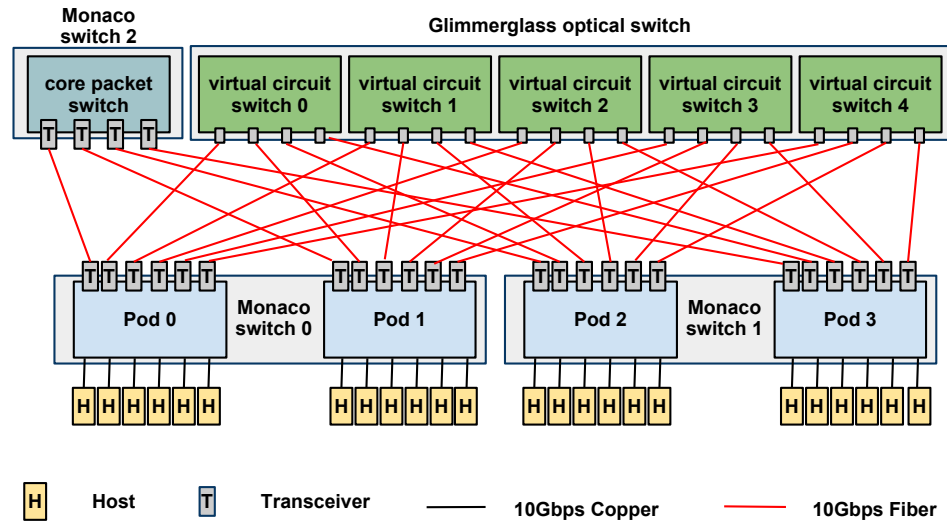 Monaco
switch 2
Glimmerglass optical switch
core packet
switch
virtual circuit
switch 0
virtual circuit
switch 1
virtual circuit
switch 2
virtual circuit
switch 3
virtual circuit
switch 4
T T T T
T T T T T T
T T T T T T
T T T T T T
T T T T T T
Pod 0
Monaco
switch 0
Pod 1
Pod 2
Monaco
switch 1
Pod 3
H H H H H H
H H H H H H
H H H H H H
H H H H H H
H Host
T Transceiver
10Gbps Copper
10Gbps Fiber